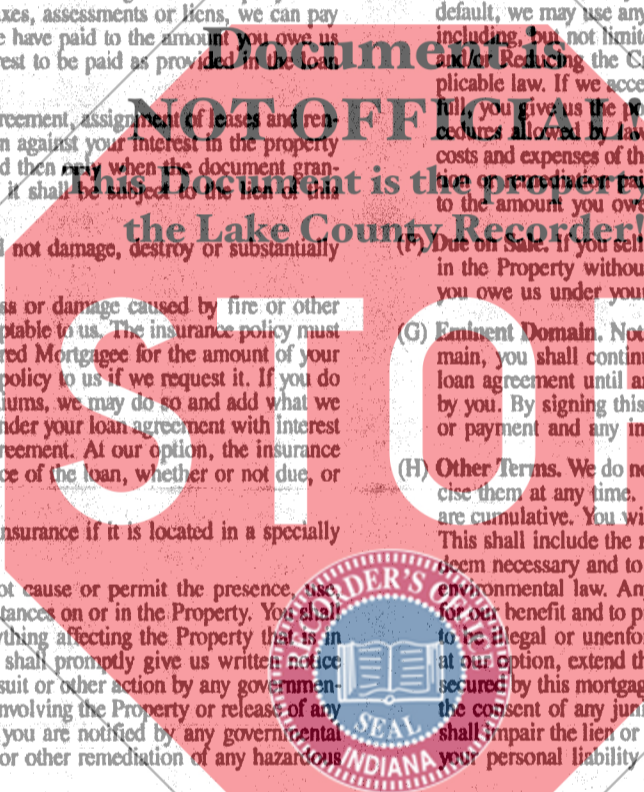 xes, assessments or liens, we can pay
e have paid to the amount you owe us
rest to be paid as provided in the loan
reement, assignment of leases and ren-
n against your interest in the property
d then only when the document gran-
it shall be subject to the lien of this
l not damage, destroy or substantially
ss or damage caused by fire or other
ptable to us. The insurance policy must
red Mortgagee for the amount of your
policy to us if we request it. If you do
iums, we may do so and add what we
nder your loan agreement with interest
reement. At our option, the insurance
ce of the loan, whether or not due, or
nsurance if it is located in a specially
ot cause or permit the presence, use,
tances on or in the Property. You shall
ything affecting the Property that is in
shall promptly give us written notice
suit or other action by any governmen-
nvolving the Property or release of any
you are notified by any governmental
or other remediation of any hazardous
default, we may use any
including, but not limit
and/or Reducing the Cr
plicable law. If we acce
full, you give us the
cedures allowed by law
costs and expenses of th
tion or remediation pai
to the amount you owe
(F) Due on Sale. If you sell
in the Property withou
you owe us under your
(G) Eminent Domain. Not
main, you shall continu
loan agreement until a
by you. By signing this
or payment and any in
(H) Other Terms. We do no
cise them at any time.
are cumulative. You wi
This shall include the r
deem necessary and to
environmental law. An
for our benefit and to p
to be illegal or unenfo
at our option, extend th
secured by this mortgag
the consent of any juni
shall impair the lien or
your personal liability
Document is
NOT OFFICIAL
This Document is the property
the Lake County Recorder!
STOP
RDER'S
SEAL
INDIANA